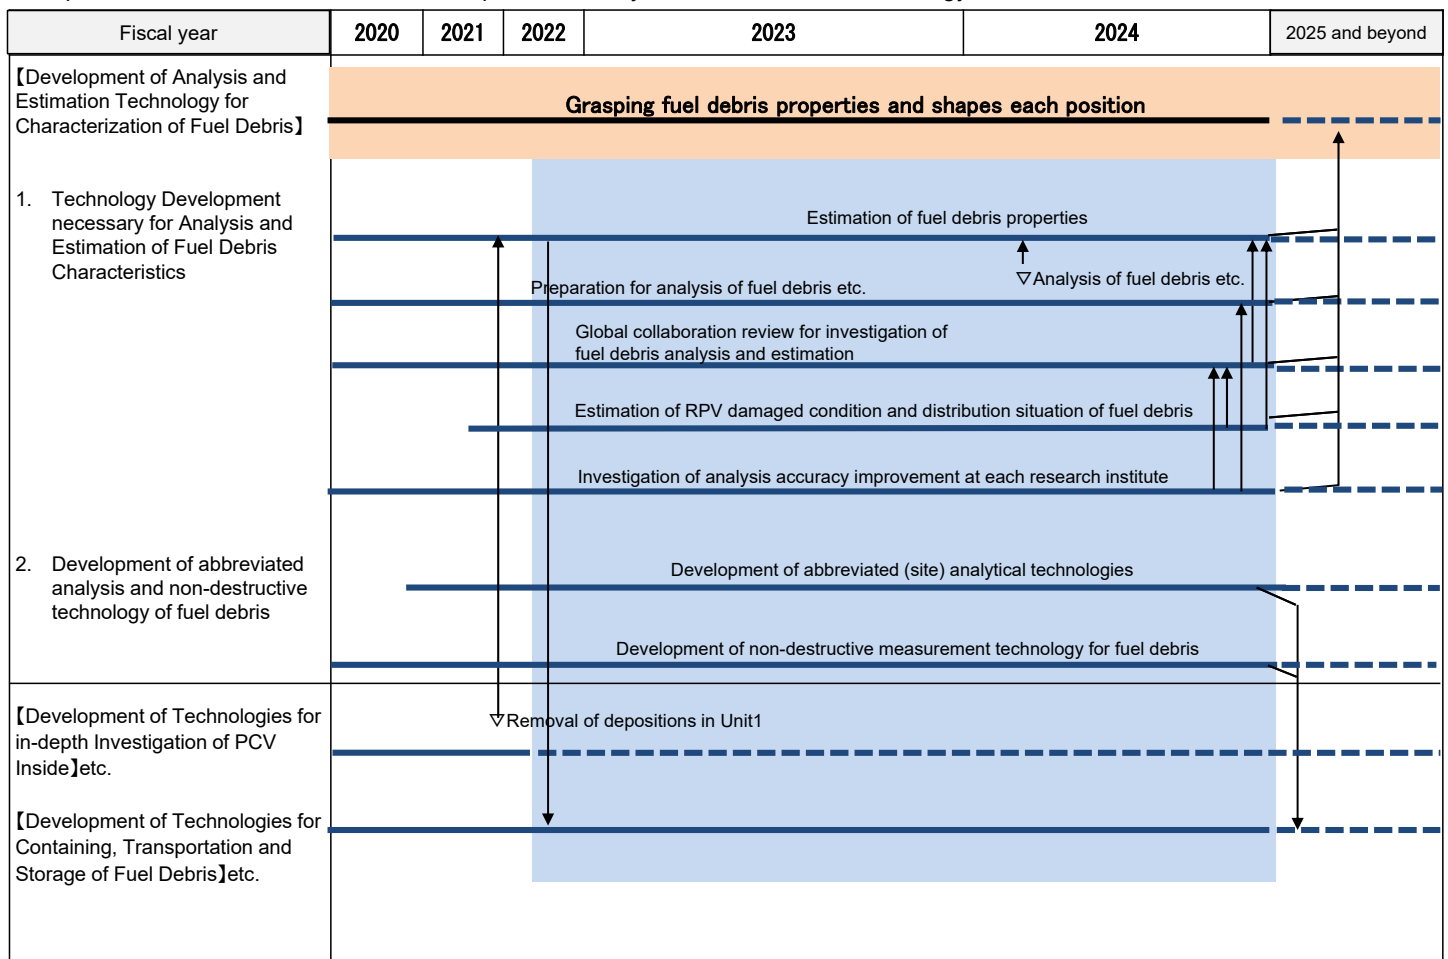 Fiscal year 2020 2021 2022 2023 2024 2025 and beyond
【Development of Analysis and
Estimation Technology for
Characterization of Fuel Debris】
Grasping fuel debris properties and shapes each position
1. Technology Development
necessary for Analysis and
Estimation of Fuel Debris
Characteristics
Estimation of fuel debris properties
▽Analysis of fuel debris etc.
Preparation for analysis of fuel debris etc.
Global collaboration review for investigation of
fuel debris analysis and estimation
Estimation of RPV damaged condition and distribution situation of fuel debris
Investigation of analysis accuracy improvement at each research institute
2. Development of abbreviated
analysis and non-destructive
technology of fuel debris
Development of abbreviated (site) analytical technologies
Development of non-destructive measurement technology for fuel debris
【Development of Technologies for
in-depth Investigation of PCV
Inside】etc.
▽Removal of depositions in Unit1
【Development of Technologies for
Containing, Transportation and
Storage of Fuel Debris】etc.